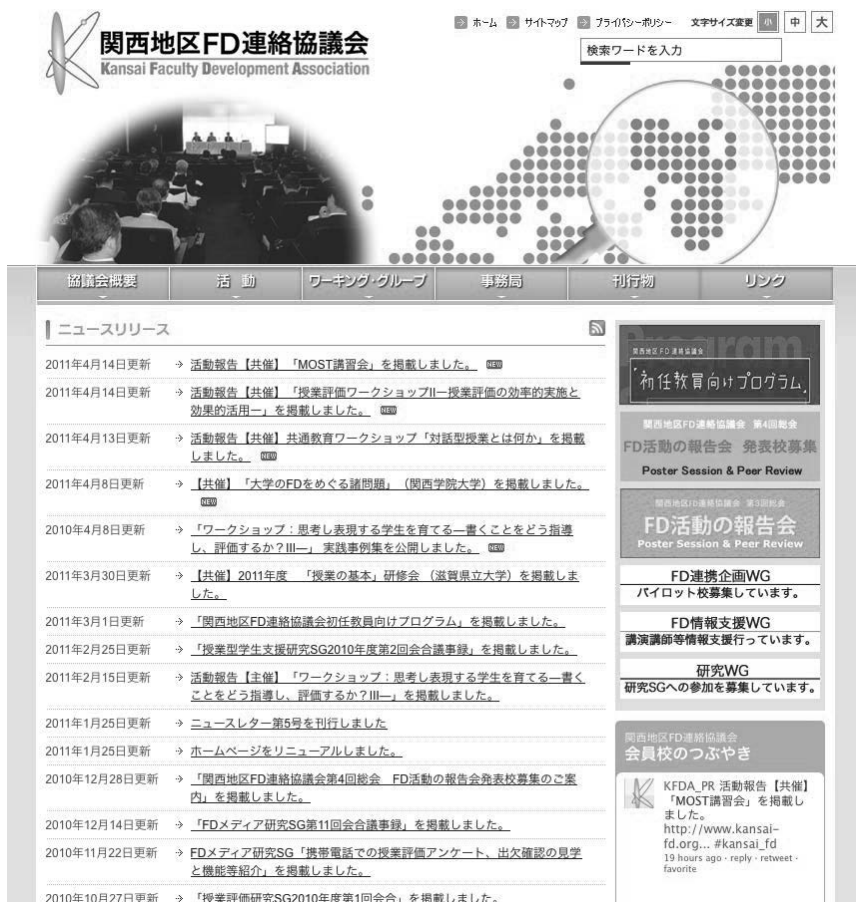 関西地区FD連絡協議会
Kansai Faculty Development Association
ホーム サイトマップ プライバシーポリシー 文字サイズ変更 小 中 大
検索ワードを入力
協議会概要 活動 ワーキング・グループ 事務局 刊行物 リンク
ニュースリリース
2011年4月14日更新 → 活動報告【共催】「MOST講習会」を掲載しました。 NEW
2011年4月14日更新 → 活動報告【共催】「授業評価ワークショップII—授業評価の効率的実施と
効果的活用—」を掲載しました。 NEW
2011年4月13日更新 → 活動報告【共催】共通教育ワークショップ「対話型授業とは何か」を掲載
しました。 NEW
2011年4月8日更新 → 【共催】「大学のFDをめぐる諸問題」（関西学院大学）を掲載しました。
NEW
2010年4月8日更新 → 「ワークショップ：思考し表現する学生を育てる—書くことをどう指導
し、評価するか？III—」 実践事例集を公開しました。 NEW
2011年3月30日更新 → 【共催】2011年度 「授業の基本」研修会 （滋賀県立大学）を掲載しま
した。
2011年3月1日更新 → 「関西地区FD連絡協議会初任教員向けプログラム」を掲載しました。
2011年2月25日更新 → 「授業型学生支援研究SG2010年度第2回会合議事録」を掲載しました。
2011年2月15日更新 → 活動報告【主催】「ワークショップ：思考し表現する学生を育てる—書く
ことをどう指導し、評価するか？III—」を掲載しました。
2011年1月25日更新 → ニュースレター第5号を刊行しました
2011年1月25日更新 → ホームページをリニューアルしました。
2010年12月28日更新 → 「関西地区FD連絡協議会第4回総会 FD活動の報告会発表校募集のご案
内」を掲載しました。
2010年12月14日更新 → 「FDメディア研究SG第11回会合議事録」を掲載しました。
2010年11月22日更新 → FDメディア研究SG「携帯電話での授業評価アンケート、出欠確認の見学
と機能等紹介」を掲載しました。
2010年10月27日更新 → 「授業評価研究SG2010年度第1回会合」を掲載しました。
Program
関西地区FD連絡協議会
初任教員向けプログラム
関西地区FD連絡協議会 第4回総会
FD活動の報告会 発表校募集
Poster Session & Peer Review
関西地区FD連絡協議会 第3回総会
FD活動の報告会
Poster Session & Peer Review
FD連携企画WG
パイロット校募集しています。
FD情報支援WG
講演講師等情報支援行っています。
研究WG
研究SGへの参加を募集しています。
関西地区FD連絡協議会
会員校のつぶやき
KFDA_PR 活動報告【共催】
「MOST講習会」を掲載し
ました。
http://www.kansai-
fd.org... #kansai_fd
19 hours ago · reply · retweet ·
favorite